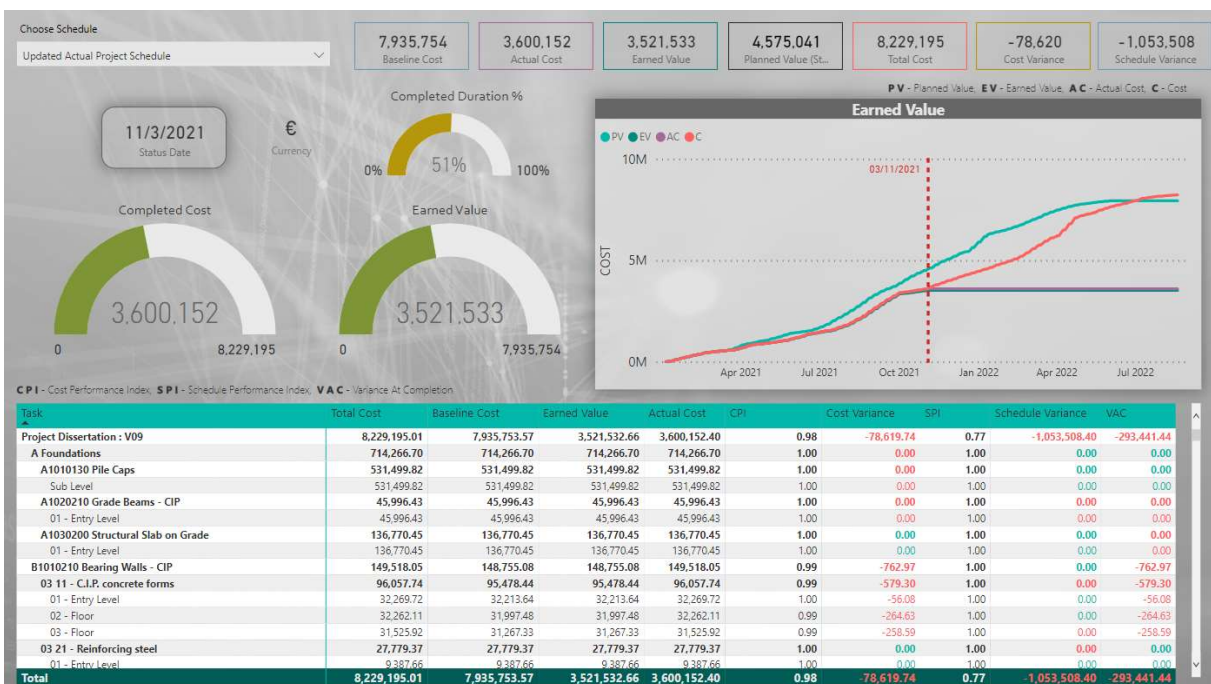 Choose Schedule
Updated Actual Project Schedule
7,935,754
Baseline Cost
3,600,152
Actual Cost
3,521,533
Earned Value
4,575,041
Planned Value (St...
8,229,195
Total Cost
-78,620
Cost Variance
-1,053,508
Schedule Variance
PV - Planned Value, EV - Earned Value, AC - Actual Cost, C - Cost
11/3/2021
Status Date
€
Currency
Completed Duration %
0% 51% 100%
Completed Cost
3,600,152
0 8,229,195
Earned Value
3,521,533
0 7,935,754
Earned Value
PV EV AC C
10M
03/11/2021
5M
COST
0M
Apr 2021 Jul 2021 Oct 2021 Jan 2022 Apr 2022 Jul 2022
CPI - Cost Performance Index, SPI - Schedule Performance Index, VAC - Variance At Completion
Task Total Cost Baseline Cost Earned Value Actual Cost CPI Cost Variance SPI Schedule Variance VAC
Project Dissertation : V09 8,229,195.01 7,935,753.57 3,521,532.66 3,600,152.40 0.98 -78,619.74 0.77 -1,053,508.40 -293,441.44
A Foundations 714,266.70 714,266.70 714,266.70 714,266.70 1.00 0.00 1.00 0.00 0.00
A1010130 Pile Caps 531,499.82 531,499.82 531,499.82 531,499.82 1.00 0.00 1.00 0.00 0.00
Sub Level 531,499.82 531,499.82 531,499.82 531,499.82 1.00 0.00 1.00 0.00 0.00
A1020210 Grade Beams - CIP 45,996.43 45,996.43 45,996.43 45,996.43 1.00 0.00 1.00 0.00 0.00
01 - Entry Level 45,996.43 45,996.43 45,996.43 45,996.43 1.00 0.00 1.00 0.00 0.00
A1030200 Structural Slab on Grade 136,770.45 136,770.45 136,770.45 136,770.45 1.00 0.00 1.00 0.00 0.00
01 - Entry Level 136,770.45 136,770.45 136,770.45 136,770.45 1.00 0.00 1.00 0.00 0.00
B1010210 Bearing Walls - CIP 149,518.05 148,755.08 148,755.08 149,518.05 0.99 -762.97 1.00 0.00 -762.97
03 11 - C.I.P. concrete forms 96,057.74 95,478.44 95,478.44 96,057.74 0.99 -579.30 1.00 0.00 -579.30
01 - Entry Level 32,269.72 32,213.64 32,213.64 32,269.72 1.00 -56.08 1.00 0.00 -56.08
02 - Floor 32,262.11 31,997.48 31,997.48 32,262.11 0.99 -264.63 1.00 0.00 -264.63
03 - Floor 31,525.92 31,267.33 31,267.33 31,525.92 0.99 -258.59 1.00 0.00 -258.59
03 21 - Reinforcing steel 27,779.37 27,779.37 27,779.37 27,779.37 1.00 0.00 1.00 0.00 0.00
01 - Entry Level 9,387.66 9,387.66 9,387.66 9,387.66 1.00 0.00 1.00 0.00 0.00
Total 8,229,195.01 7,935,753.57 3,521,532.66 3,600,152.40 0.98 -78,619.74 0.77 -1,053,508.40 -293,441.44